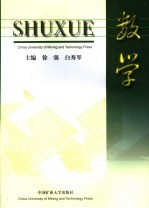 SHUXUE
China University of Mining and Technology Press
主编 徐一强 白秀琴
数学
中国矿业大学出版社
China University of Mining and Technology Press